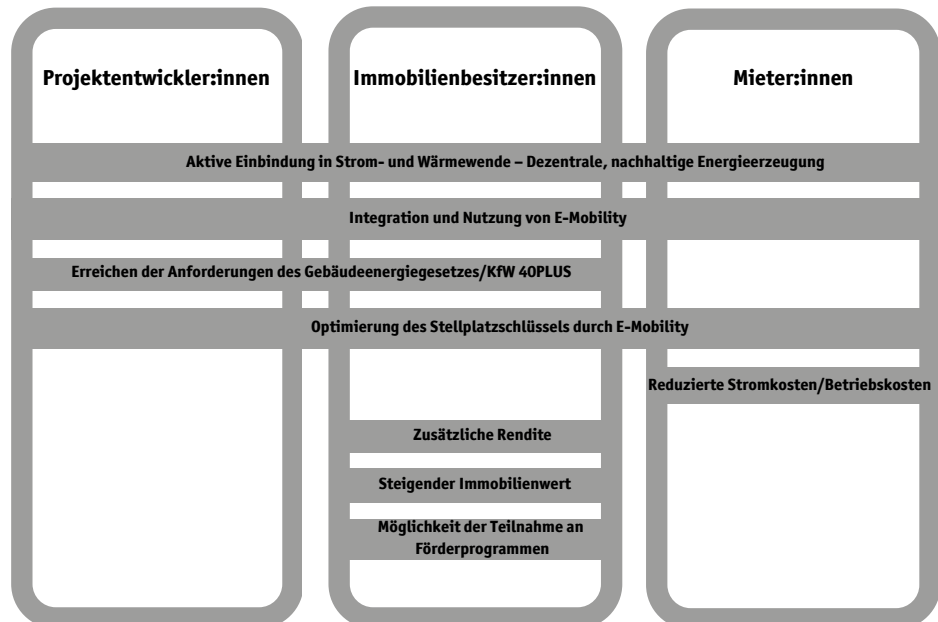 Projektentwickler:innen
Immobilienbesitzer:innen
Mieter:innen
Aktive Einbindung in Strom- und Wärmewende – Dezentrale, nachhaltige Energieerzeugung
Integration und Nutzung von E-Mobility
Erreichen der Anforderungen des Gebäudeenergiegesetzes/KfW 40PLUS
Optimierung des Stellplatzschlüssels durch E-Mobility
Reduzierte Stromkosten/Betriebskosten
Zusätzliche Rendite
Steigender Immobilienwert
Möglichkeit der Teilnahme an
Förderprogrammen